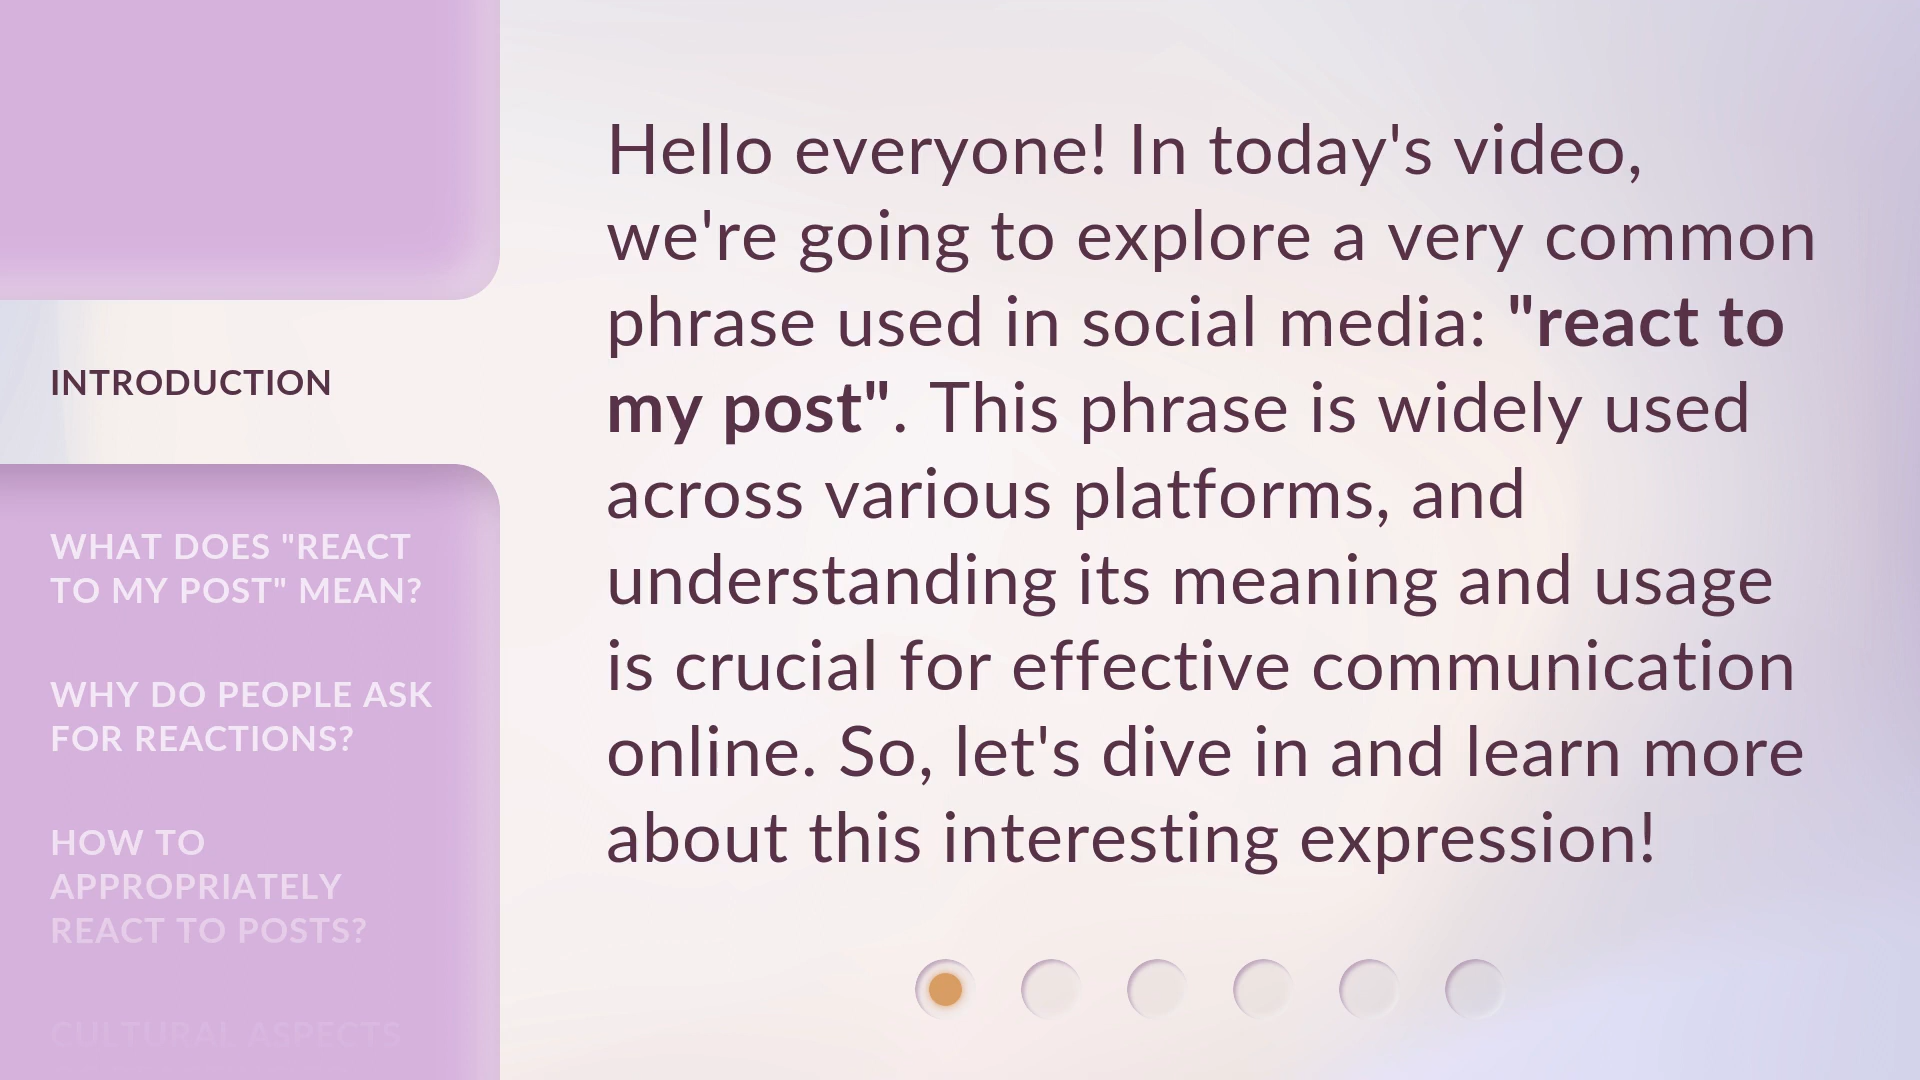 INTRODUCTION
WHAT DOES "REACT
TO MY POST" MEAN?
WHY DO PEOPLE ASK
FOR REACTIONS?
HOW TO
APPROPRIATELY
REACT TO POSTS?
CULTURAL ASPECTS
Hello everyone! In today's video,
we're going to explore a very common
phrase used in social media: "react to
my post". This phrase is widely used
across various platforms, and
understanding its meaning and usage
is crucial for effective communication
online. So, let's dive in and learn more
about this interesting expression!